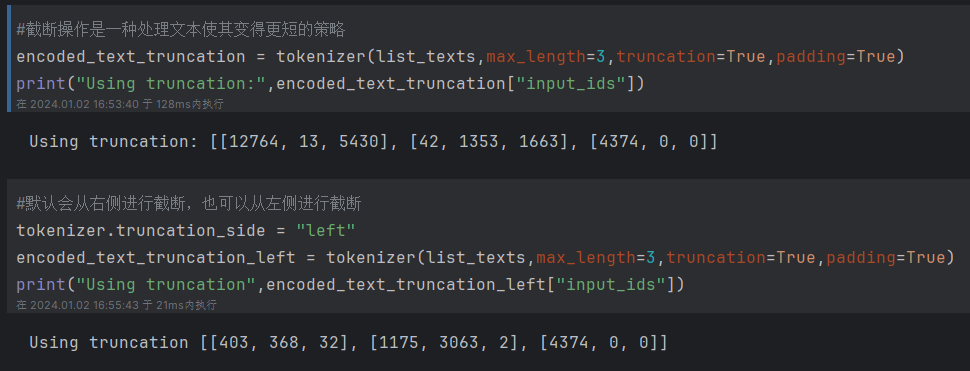 #截断操作是一种处理文本使其变得更短的策略
encoded_text_truncation = tokenizer(list_texts,max_length=3,truncation=True,padding=True)
print("Using truncation:",encoded_text_truncation["input_ids"])
在 2024.01.02 16:53:40 于 128ms内执行
Using truncation: [[12764, 13, 5430], [42, 1353, 1663], [4374, 0, 0]]
#默认会从右侧进行截断，也可以从左侧进行截断
tokenizer.truncation_side = "left"
encoded_text_truncation_left = tokenizer(list_texts,max_length=3,truncation=True,padding=True)
print("Using truncation",encoded_text_truncation_left["input_ids"])
在 2024.01.02 16:55:43 于 21ms内执行
Using truncation [[403, 368, 32], [1175, 3063, 2], [4374, 0, 0]]